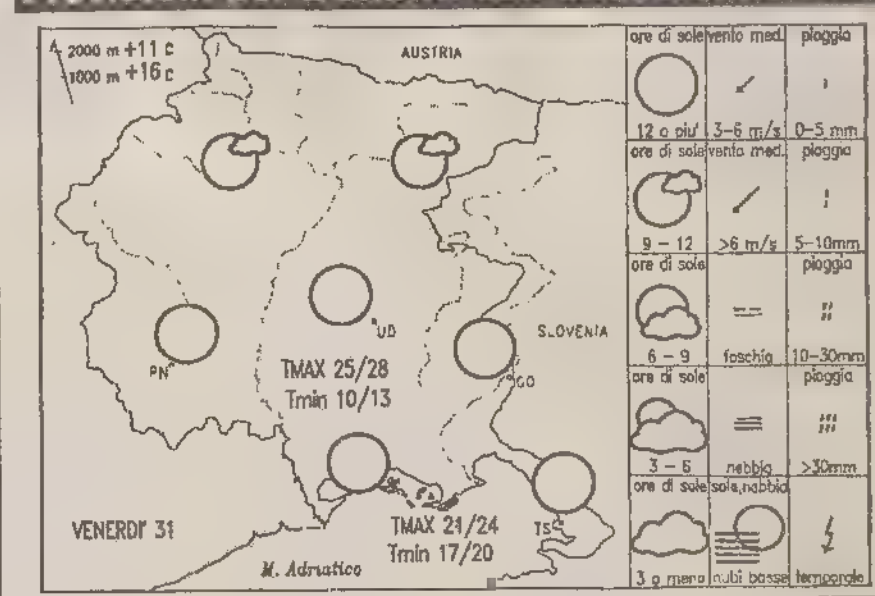 2000 m +11 c
1000 m +16 c
AUSTRIA
PN
UD
SLOVENIA
GO
TMAX 25/28
Tmin 10/13
VENERDI' 31
TMAX 21/24
Tmin 17/20
TS
M. Adriatico
ore di sole vento med. pioggia
12 o piu' 3-6 m/s 0-5 mm
ore di sole vento med. pioggia
9 - 12 >6 m/s 5-10mm
ore di sole pioggia
6 - 9 foschia 10-30mm
ore di sole pioggia
3 - 6 nebbia >30mm
ore di sole sole,nebbia
3 o meno nubi basse temporale